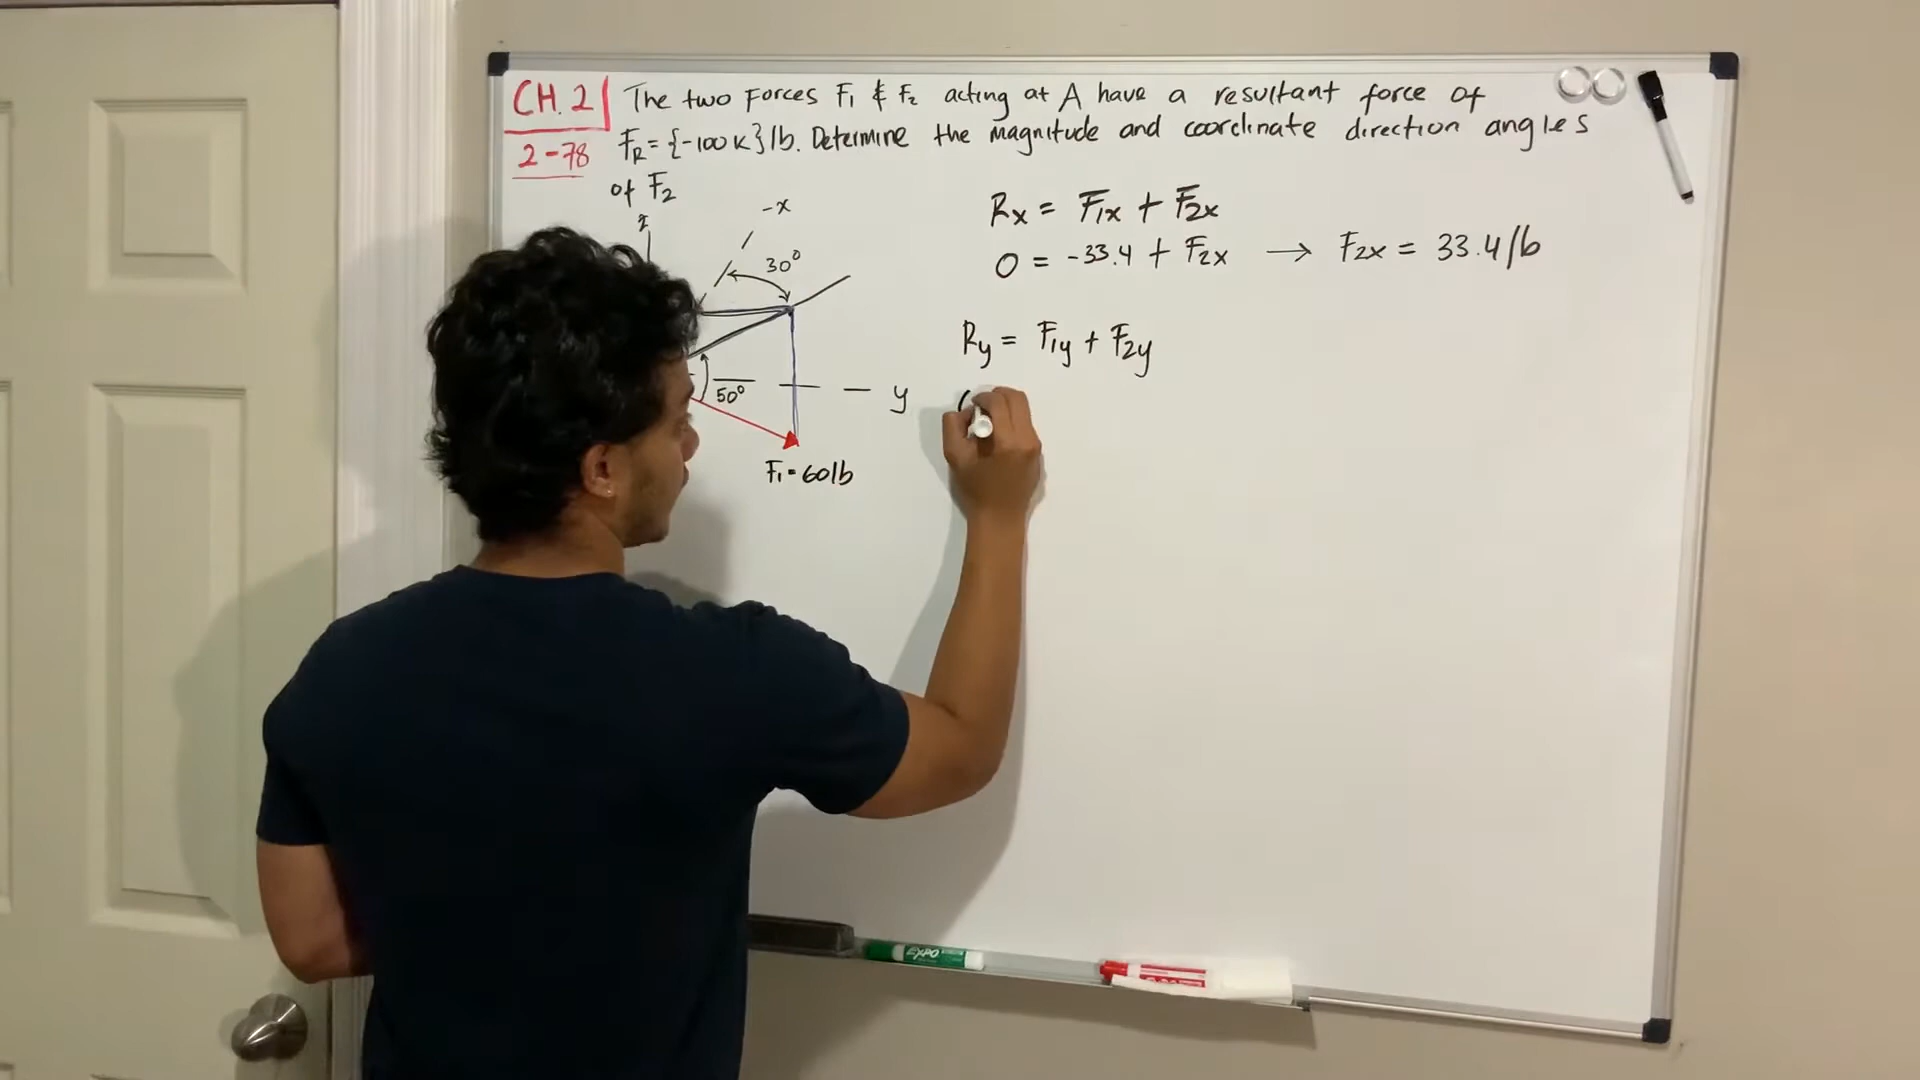 CH. 2
The two Forces F₁ & F₂ acting at A have a resultant force of
2-78
F_R = {-100 K} lb. Determine the magnitude and coordinate direction angles
of F₂
z
-x
30°
50°
y
F₁ = 60 lb
Rx = F₁x + F₂x
0 = -33.4 + F₂x → F₂x = 33.4 lb
Ry = F₁y + F₂y
EXPO